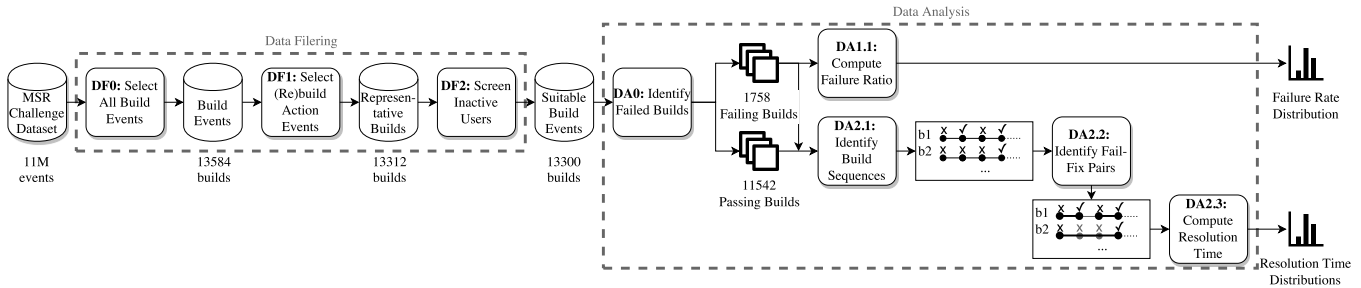 Data Filering
Data Analysis
MSR
Challenge
Dataset
11M
events
DF0: Select
All Build
Events
Build
Events
13584
builds
DF1: Select
(Re)build
Action
Events
Represen-
tative
Builds
13312
builds
DF2: Screen
Inactive
Users
Suitable
Build
Events
13300
builds
DA0: Identify
Failed Builds
1758
Failing Builds
11542
Passing Builds
DA1.1:
Compute
Failure Ratio
Failure Rate
Distribution
DA2.1:
Identify
Build
Sequences
b1 x ✓ x ✓ .....
b2 x x x ✓ .....
...
DA2.2:
Identify Fail-
Fix Pairs
b1 x ✓ x ✓ .....
b2 x x x ✓ .....
...
DA2.3:
Compute
Resolution
Time
Resolution Time
Distributions